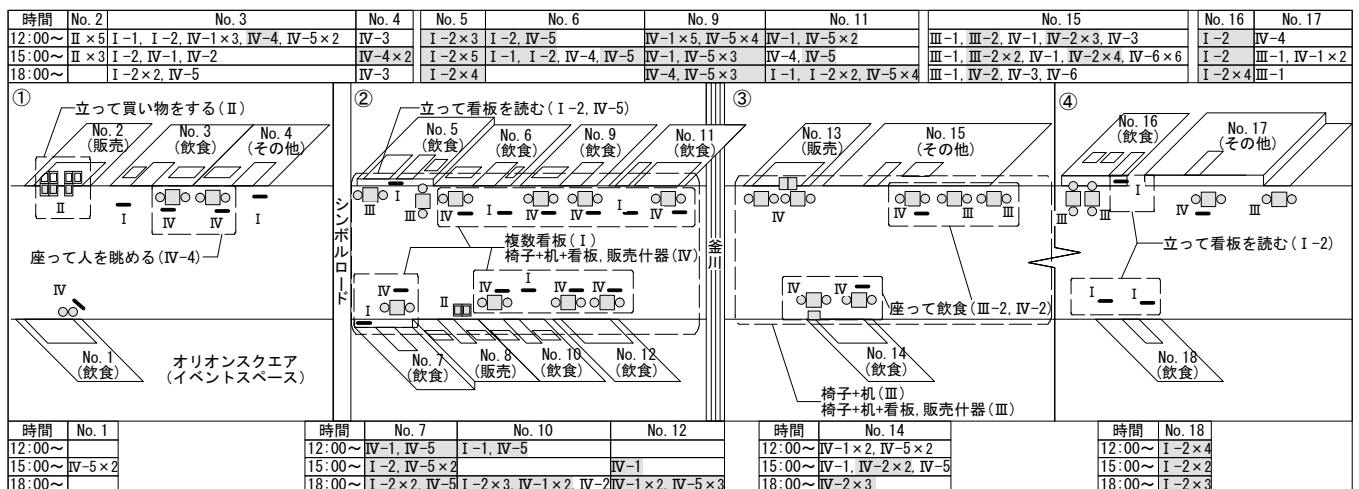 時間 No. 2 No. 3 No. 4 No. 5 No. 6 No. 9 No. 11 No. 15 No. 16 No. 17
12:00～ Ⅱ×5 Ⅰ-1, Ⅰ-2, Ⅳ-1×3, Ⅳ-4, Ⅳ-5×2 Ⅳ-3 Ⅰ-2×3 Ⅰ-2, Ⅳ-5 Ⅳ-1×5, Ⅳ-5×4 Ⅳ-1, Ⅳ-5×2 Ⅲ-1, Ⅲ-2, Ⅳ-1, Ⅳ-2×3, Ⅳ-3 Ⅰ-2 Ⅳ-4
15:00～ Ⅱ×3 Ⅰ-2, Ⅳ-1, Ⅳ-2 Ⅳ-4×2 Ⅰ-2×5 Ⅰ-1, Ⅰ-2, Ⅳ-4, Ⅳ-5 Ⅳ-1, Ⅳ-5×3 Ⅳ-4, Ⅳ-5 Ⅲ-1, Ⅲ-2×2, Ⅳ-1, Ⅳ-2×4, Ⅳ-6×6 Ⅰ-2 Ⅲ-1, Ⅳ-1×2
18:00～ Ⅰ-2×2, Ⅳ-5 Ⅳ-3 Ⅰ-2×4 Ⅳ-4, Ⅳ-5×3 Ⅰ-1, Ⅰ-2×2, Ⅳ-5×4 Ⅲ-1, Ⅳ-2, Ⅳ-3, Ⅳ-6 Ⅰ-2×4 Ⅲ-1
① ② ③ ④
立って買い物をする(Ⅱ)
立って看板を読む(Ⅰ-2, Ⅳ-5)
No. 2
(販売)
No. 3
(飲食)
No. 4
(その他)
No. 5
(飲食)
No. 6
(飲食)
No. 9
(飲食)
No. 11
(飲食)
No. 13
(販売)
No. 15
(その他)
No. 16
(飲食)
No. 17
(その他)
Ⅱ Ⅰ Ⅳ Ⅳ Ⅰ
Ⅲ Ⅰ Ⅲ Ⅳ Ⅰ Ⅳ Ⅳ Ⅰ Ⅳ
Ⅳ Ⅳ Ⅲ Ⅲ
Ⅲ Ⅰ Ⅲ Ⅳ Ⅲ
座って人を眺める(Ⅳ-4)
シンボルロード
複数看板(Ⅰ)
椅子+机+看板, 販売什器(Ⅳ)
釜川
立って看板を読む(Ⅰ-2)
Ⅳ
Ⅳ Ⅰ Ⅱ Ⅳ Ⅰ Ⅳ Ⅳ
Ⅳ Ⅳ
座って飲食(Ⅲ-2, Ⅳ-2)
Ⅰ Ⅰ
No. 1
(飲食)
オリオンスクエア
(イベントスペース)
No. 7
(飲食)
No. 8
(販売)
No. 10
(飲食)
No. 12
(飲食)
No. 14
(飲食)
No. 18
(飲食)
椅子+机(Ⅲ)
椅子+机+看板, 販売什器(Ⅲ)
時間 No. 1 時間 No. 7 No. 10 No. 12 時間 No. 14 時間 No. 18
12:00～ 12:00～ Ⅳ-1, Ⅳ-5 Ⅰ-1, Ⅳ-5 12:00～ Ⅳ-1×2, Ⅳ-5×2 12:00～ Ⅰ-2×4
15:00～ Ⅳ-5×2 15:00～ Ⅰ-2, Ⅳ-5×2 Ⅳ-1 15:00～ Ⅳ-1, Ⅳ-2×2, Ⅳ-5 15:00～ Ⅰ-2×2
18:00～ 18:00～ Ⅰ-2×2, Ⅳ-5 Ⅰ-2×3, Ⅳ-1×2, Ⅳ-2 Ⅳ-1×2, Ⅳ-5×3 18:00～ Ⅳ-2×3 18:00～ Ⅰ-2×3